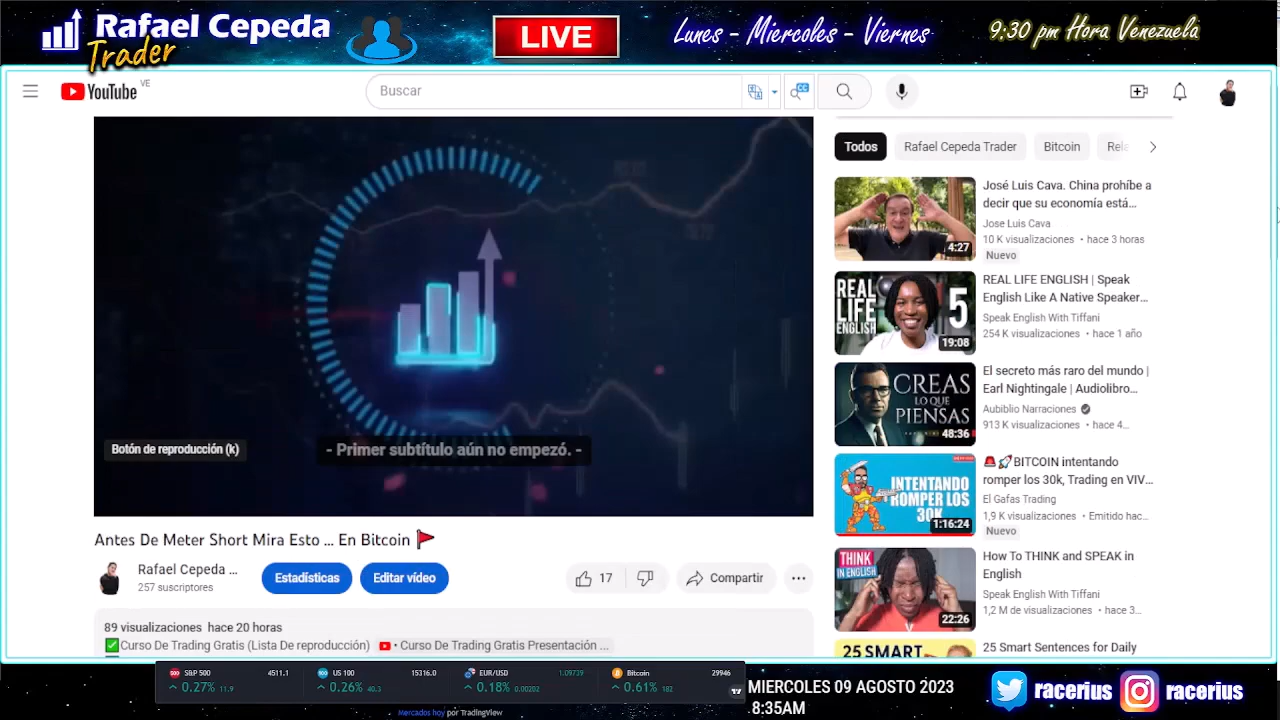 Rafael Cepeda
Trader
LIVE
Lunes - Miercoles - Viernes
9:30 pm Hora Venezuela
YouTube
VE
Buscar
Todos
Rafael Cepeda Trader
Bitcoin
Rela
José Luis Cava. China prohíbe a
decir que su economía está...
Jose Luis Cava
10 K visualizaciones • hace 3 horas
Nuevo
4:27
REAL LIFE ENGLISH | Speak
English Like A Native Speaker...
Speak English With Tiffani
254 K visualizaciones • hace 1 año
REAL
LIFE
ENGLISH
5
19:08
El secreto más raro del mundo |
Earl Nightingale | Audiolibro...
Aubiblio Narraciones
913 K visualizaciones • hace 4...
CREAS
LO QUE
PIENSAS
48:36
🚨🚀BITCOIN intentando
romper los 30k, Trading en VIV...
El Gafas Trading
1,9 K visualizaciones • Emitido hac...
Nuevo
INTENTANDO
ROMPER LOS
30K
1:16:24
How To THINK and SPEAK in
English
Speak English With Tiffani
1,2 M de visualizaciones • hace 3...
THINK
IN ENGLISH
22:26
25 Smart Sentences for Daily
25 SMART
Botón de reproducción (k)
- Primer subtítulo aún no empezó. -
Antes De Meter Short Mira Esto ... En Bitcoin 🚩
Rafael Cepeda ...
257 suscriptores
Estadísticas
Editar vídeo
17
Compartir
89 visualizaciones hace 20 horas
✅Curso De Trading Gratis (Lista De reproducción) • Curso De Trading Gratis Presentación ...
S&P 500 4511.1
0.27% 11.9
US 100 15316.0
0.26% 40.3
EUR/USD 1.09729
0.18% 0.00202
Bitcoin 29946
0.61% 182
Mercados hoy por TradingView
MIERCOLES 09 AGOSTO 2023
8:35AM
racerius
racerius